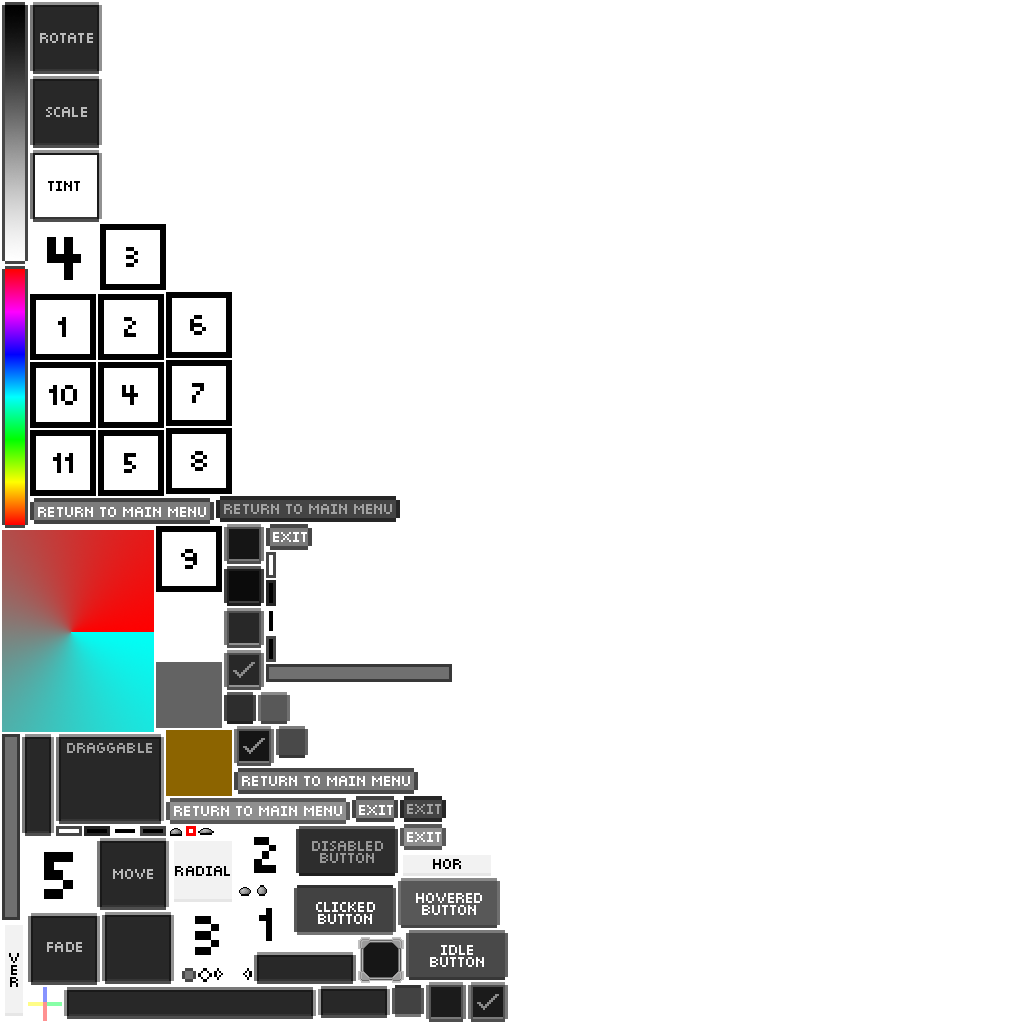 ROTATE
SCALE
TINT
4
3
1
2
6
10
4
7
11
5
8
RETURN TO MAIN MENU
RETURN TO MAIN MENU
9
EXIT
DRAGGABLE
RETURN TO MAIN MENU
RETURN TO MAIN MENU
EXIT
EXIT
EXIT
5
MOVE
RADIAL
2
DISABLED
BUTTON
HOR
CLICKED
BUTTON
HOVERED
BUTTON
3
1
FADE
IDLE
BUTTON
VER